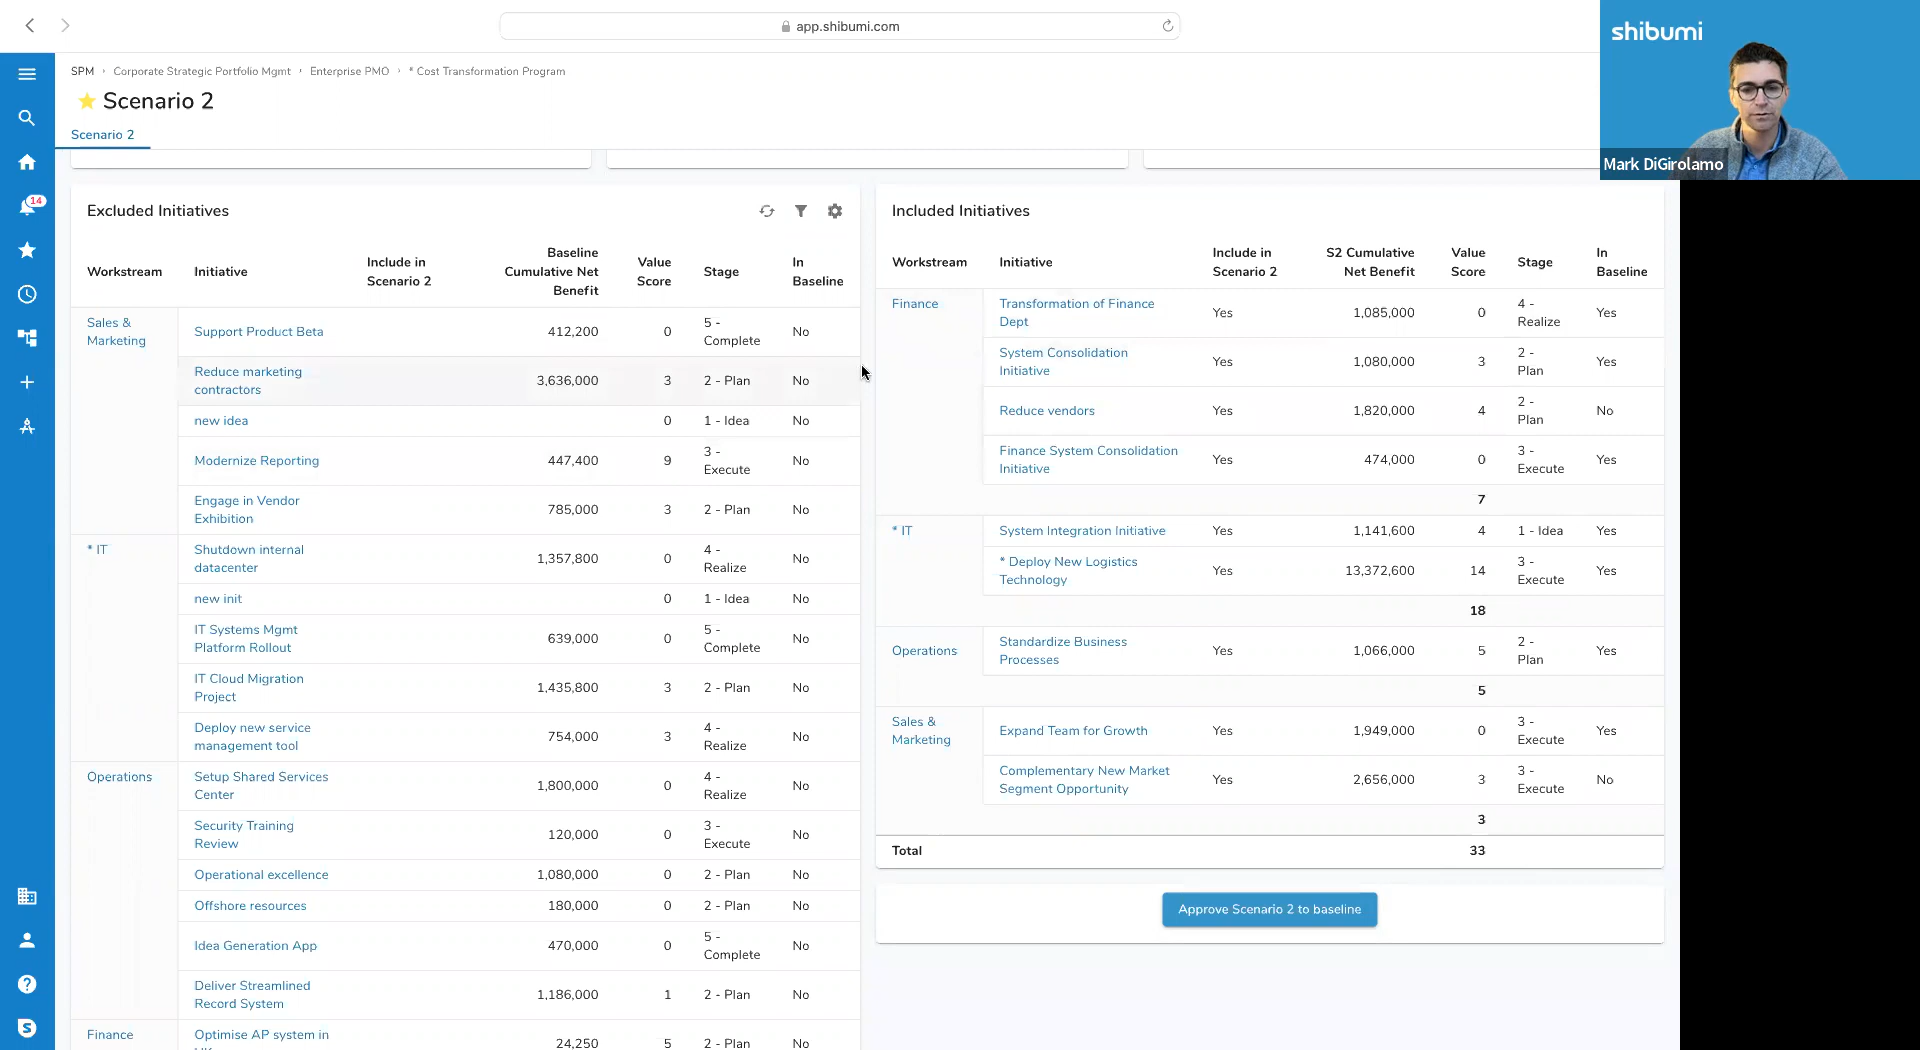 app.shibumi.com
shibumi
Mark DiGirolamo
SPM › Corporate Strategic Portfolio Mgmt › Enterprise PMO › * Cost Transformation Program
Scenario 2
Scenario 2
14
Excluded Initiatives
Workstream Initiative Include in Scenario 2 Baseline Cumulative Net Benefit Value Score Stage In Baseline
Sales & Marketing Support Product Beta 412,200 0 5 - Complete No
Reduce marketing contractors 3,636,000 3 2 - Plan No
new idea 0 1 - Idea No
Modernize Reporting 447,400 9 3 - Execute No
Engage in Vendor Exhibition 785,000 3 2 - Plan No
* IT Shutdown internal datacenter 1,357,800 0 4 - Realize No
new init 0 1 - Idea No
IT Systems Mgmt Platform Rollout 639,000 0 5 - Complete No
IT Cloud Migration Project 1,435,800 3 2 - Plan No
Deploy new service management tool 754,000 3 4 - Realize No
Operations Setup Shared Services Center 1,800,000 0 4 - Realize No
Security Training Review 120,000 0 3 - Execute No
Operational excellence 1,080,000 0 2 - Plan No
Offshore resources 180,000 0 2 - Plan No
Idea Generation App 470,000 0 5 - Complete No
Deliver Streamlined Record System 1,186,000 1 2 - Plan No
Finance Optimise AP system in 24,250 5 2 - Plan No
Included Initiatives
Workstream Initiative Include in Scenario 2 S2 Cumulative Net Benefit Value Score Stage In Baseline
Finance Transformation of Finance Dept Yes 1,085,000 0 4 - Realize Yes
System Consolidation Initiative Yes 1,080,000 3 2 - Plan Yes
Reduce vendors Yes 1,820,000 4 2 - Plan No
Finance System Consolidation Initiative Yes 474,000 0 3 - Execute Yes
7
* IT System Integration Initiative Yes 1,141,600 4 1 - Idea Yes
* Deploy New Logistics Technology Yes 13,372,600 14 3 - Execute Yes
18
Operations Standardize Business Processes Yes 1,066,000 5 2 - Plan Yes
5
Sales & Marketing Expand Team for Growth Yes 1,949,000 0 3 - Execute Yes
Complementary New Market Segment Opportunity Yes 2,656,000 3 3 - Execute No
3
Total 33
Approve Scenario 2 to baseline